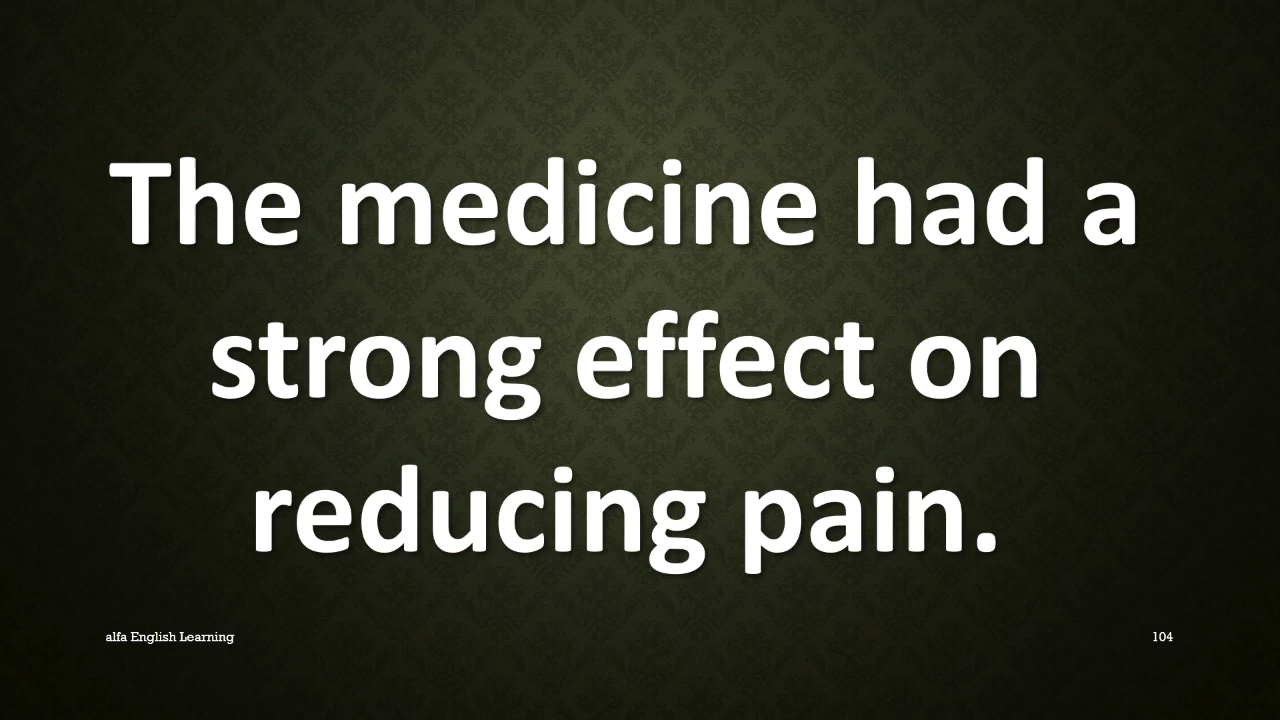 The medicine had a
strong effect on
reducing pain.
alfa English Learning
104